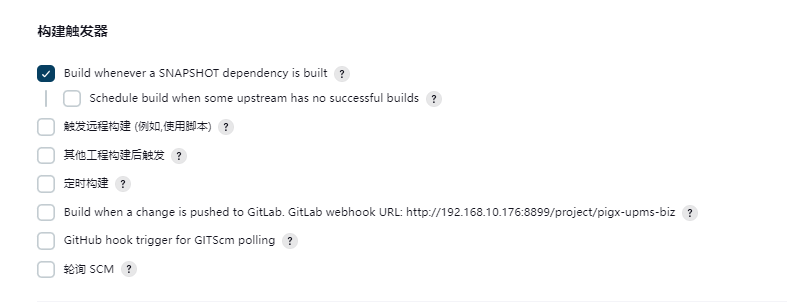 构建触发器
Build whenever a SNAPSHOT dependency is built ?
Schedule build when some upstream has no successful builds ?
触发远程构建 (例如,使用脚本) ?
其他工程构建后触发 ?
定时构建 ?
Build when a change is pushed to GitLab. GitLab webhook URL: http://192.168.10.176:8899/project/pigx-upms-biz ?
GitHub hook trigger for GITScm polling ?
轮询 SCM ?